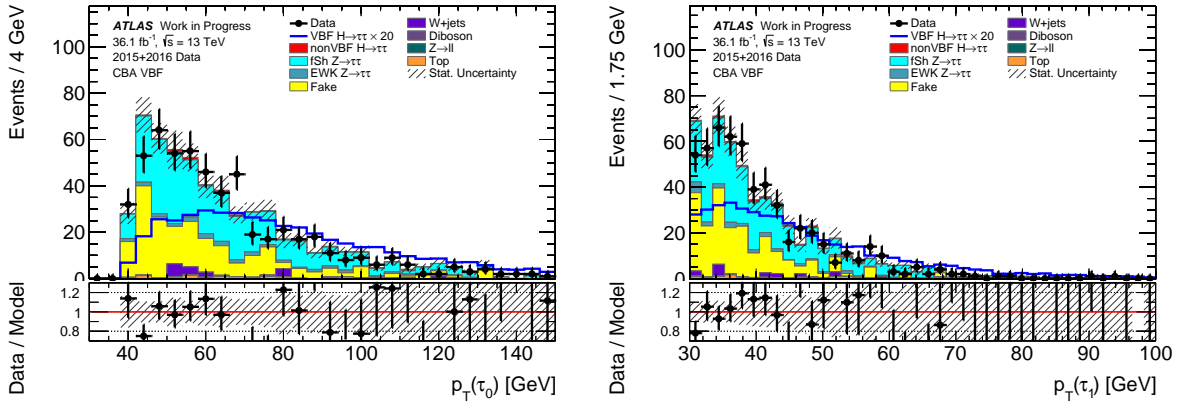 ATLAS Work in Progress
36.1 fb⁻¹, √s = 13 TeV
2015+2016 Data
CBA VBF
Data
VBF H→ττ × 20
nonVBF H→ττ
fSh Z→ττ
EWK Z→ττ
Fake
W+jets
Diboson
Z→ll
Top
Stat. Uncertainty
Events / 4 GeV
100
80
60
40
20
0
Data / Model
1.2
1
0.8
40 60 80 100 120 140
p_T(τ₀) [GeV]
ATLAS Work in Progress
36.1 fb⁻¹, √s = 13 TeV
2015+2016 Data
CBA VBF
Data
VBF H→ττ × 20
nonVBF H→ττ
fSh Z→ττ
EWK Z→ττ
Fake
W+jets
Diboson
Z→ll
Top
Stat. Uncertainty
Events / 1.75 GeV
100
80
60
40
20
0
Data / Model
1.2
1
0.8
30 40 50 60 70 80 90 100
p_T(τ₁) [GeV]